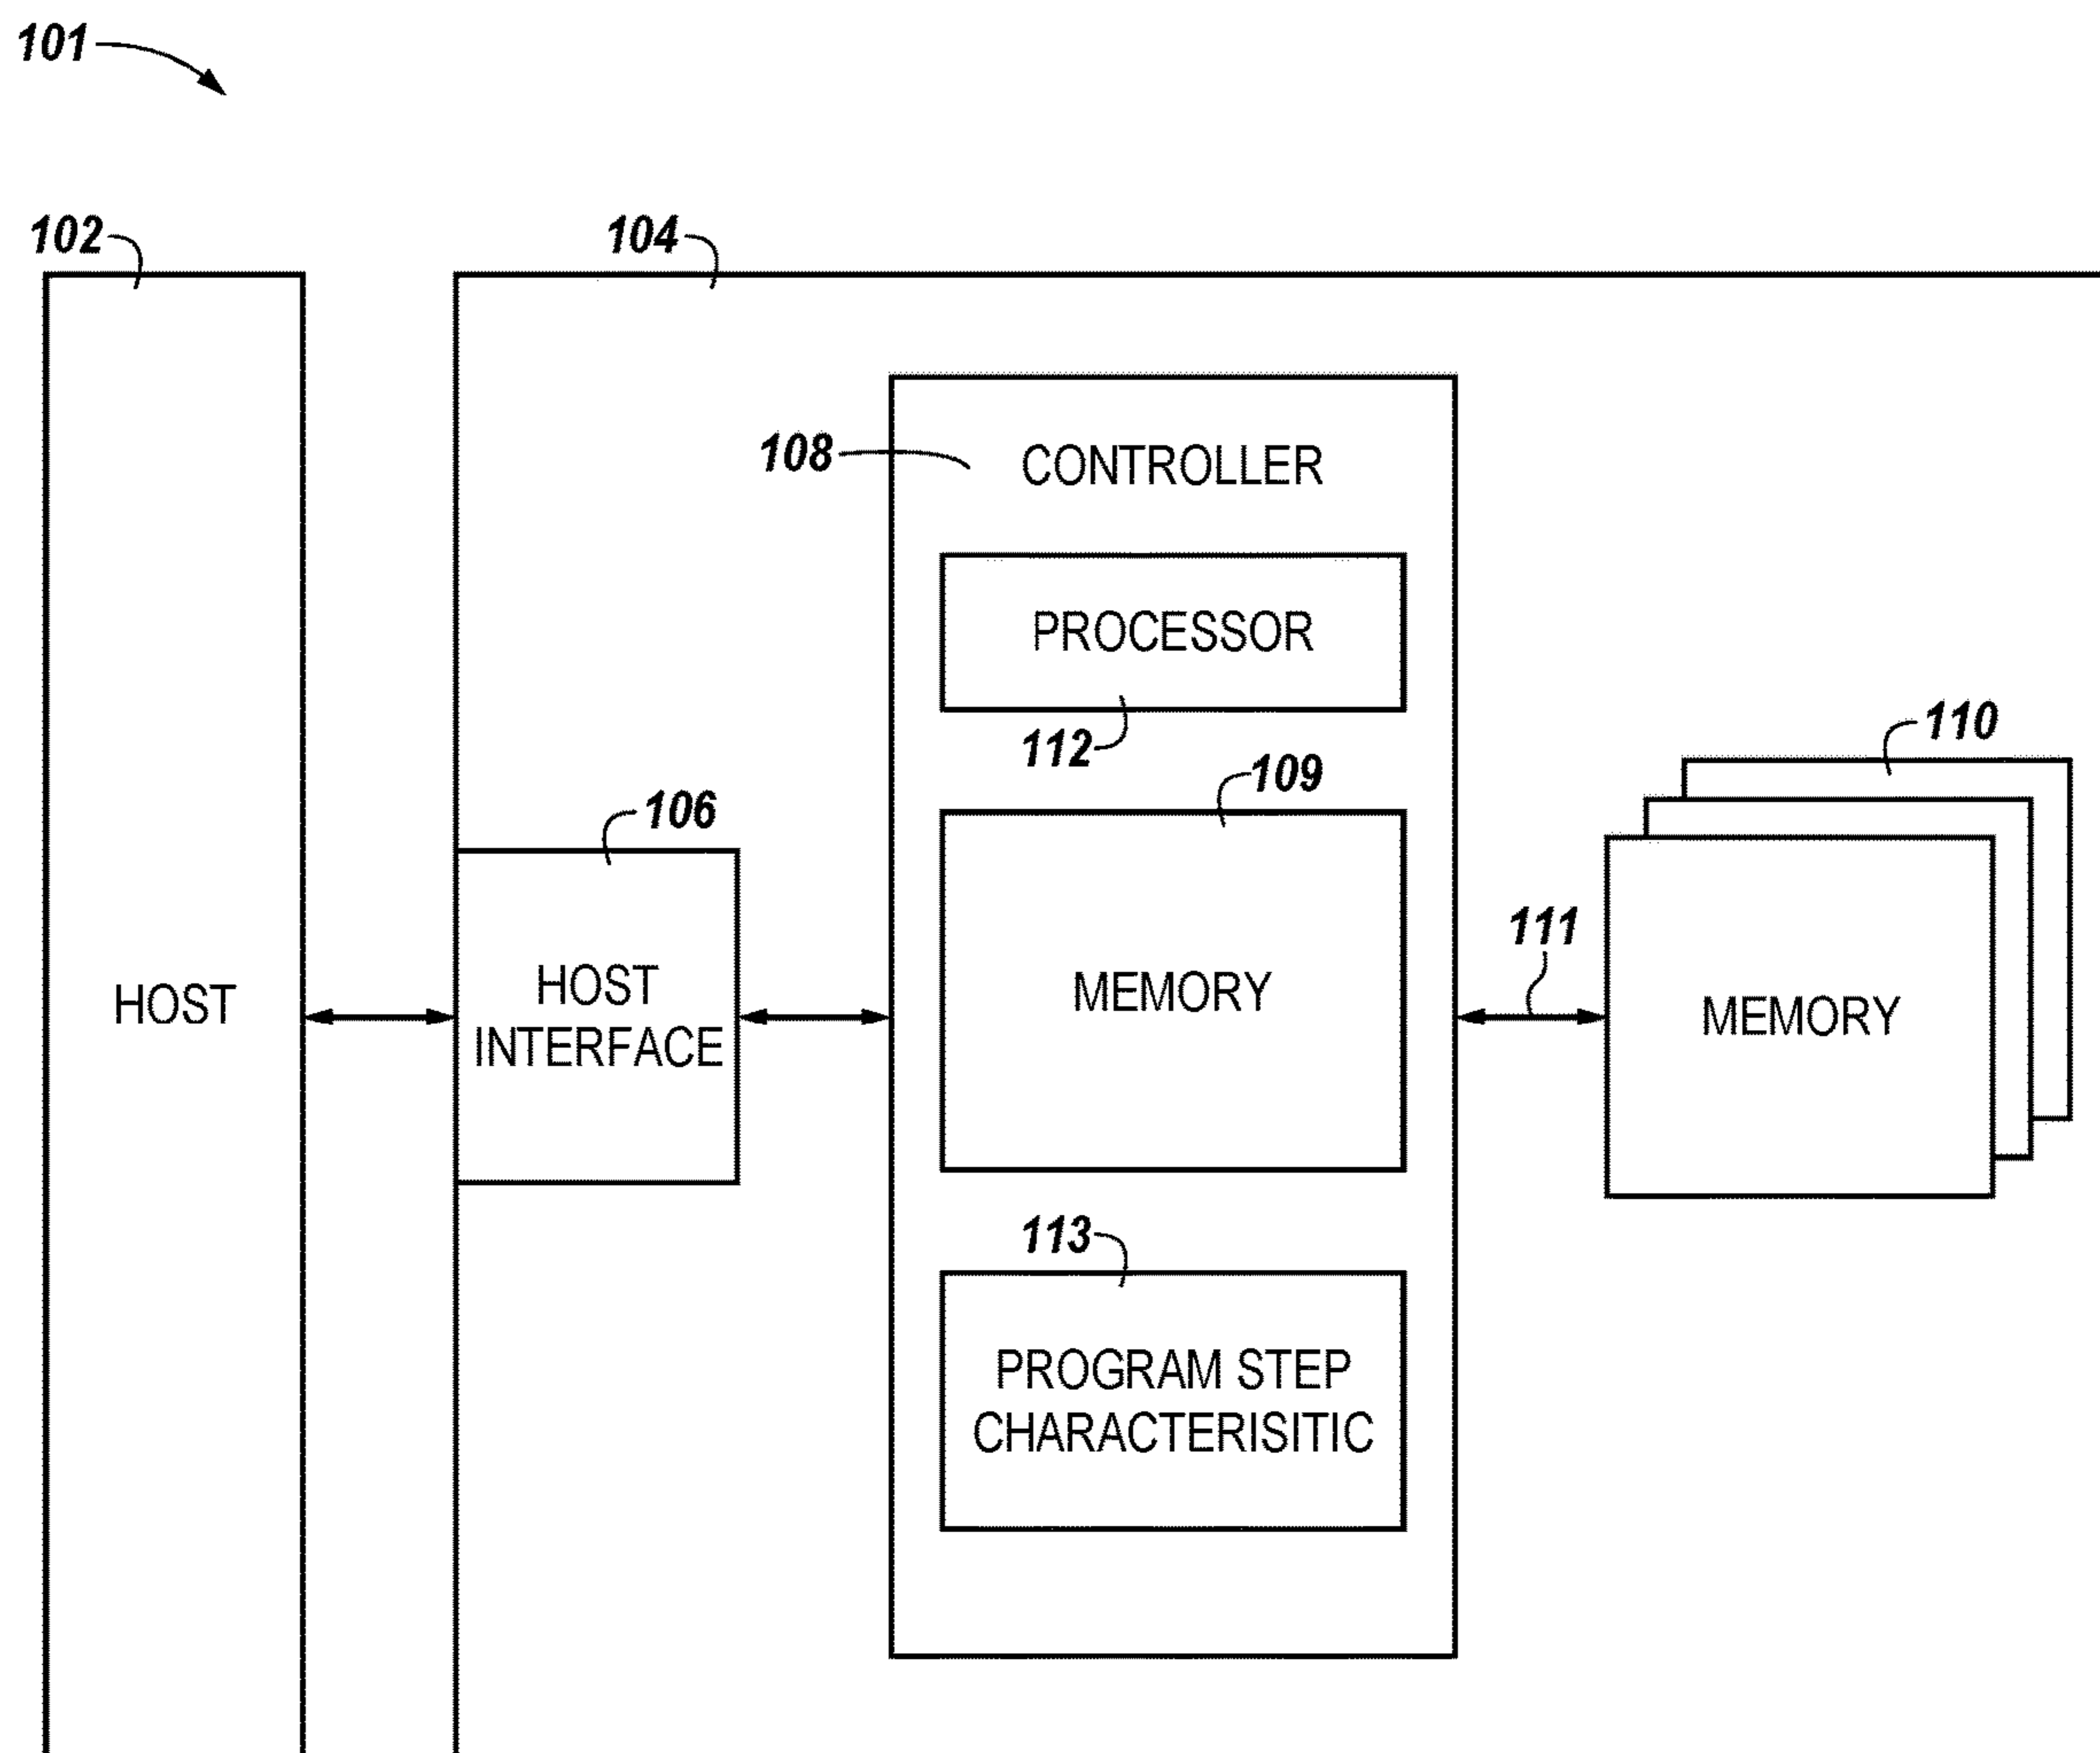 101
102
104
108
CONTROLLER
PROCESSOR
112
109
106
110
111
HOST
HOST
INTERFACE
MEMORY
MEMORY
113
PROGRAM STEP
CHARACTERISITIC